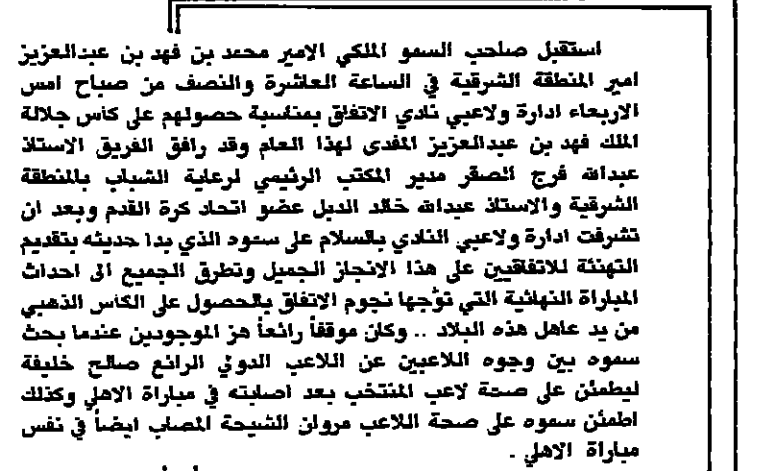 استقبل صاحب السمو الملكي الامير محمد بن فهد بن عبدالعزيز
امير المنطقة الشرقية في الساعة العاشرة والنصف من صباح امس
الاربعاء ادارة ولاعبي نادي الاتفاق بمناسبة حصولهم على كأس جلالة
الملك فهد بن عبدالعزيز المفدى لهذا العام وقد رافق الفريق الاستاذ
عبدالله فرج الصقر مدير المكتب الرئيسي لرعاية الشباب بالمنطقة
الشرقية والاستاذ عبدالله خالد الدبل عضو اتحاد كرة القدم وبعد ان
تشرفت ادارة ولاعبي النادي بالسلام على سموه الذي بدا حديثه بتقديم
التهنئة للاتفاقيين على هذا الانجاز الجميل وتطرق الجميع الى احداث
المباراة النهائية التي توّجها نجوم الاتفاق بالحصول على الكاس الذهبي
من يد عاهل هذه البلاد .. وكان موقفاً رائعاً هز الموجودين عندما بحث
سموه بين وجوه اللاعبين عن اللاعب الدولي الرائع صالح خليفة
ليطمئن على صحة لاعب المنتخب بعد اصابته في مباراة الاهلي وكذلك
اطمئن سموه على صحة اللاعب مروان الشيحة المصاب ايضاً في نفس
مباراة الاهلي .